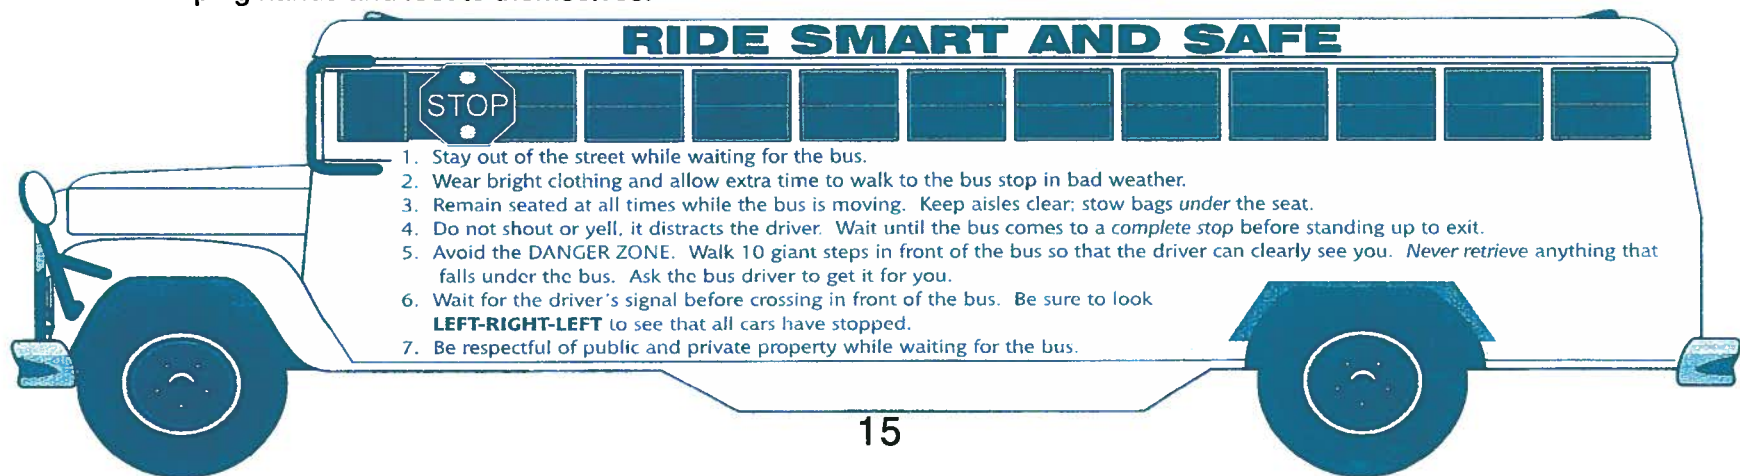 hands and feet to themselves.
RIDE SMART AND SAFE
STOP
1. Stay out of the street while waiting for the bus.
2. Wear bright clothing and allow extra time to walk to the bus stop in bad weather.
3. Remain seated at all times while the bus is moving. Keep aisles clear; stow bags under the seat.
4. Do not shout or yell, it distracts the driver. Wait until the bus comes to a complete stop before standing up to exit.
5. Avoid the DANGER ZONE. Walk 10 giant steps in front of the bus so that the driver can clearly see you. Never retrieve anything that
falls under the bus. Ask the bus driver to get it for you.
6. Wait for the driver's signal before crossing in front of the bus. Be sure to look
LEFT-RIGHT-LEFT to see that all cars have stopped.
7. Be respectful of public and private property while waiting for the bus.
15